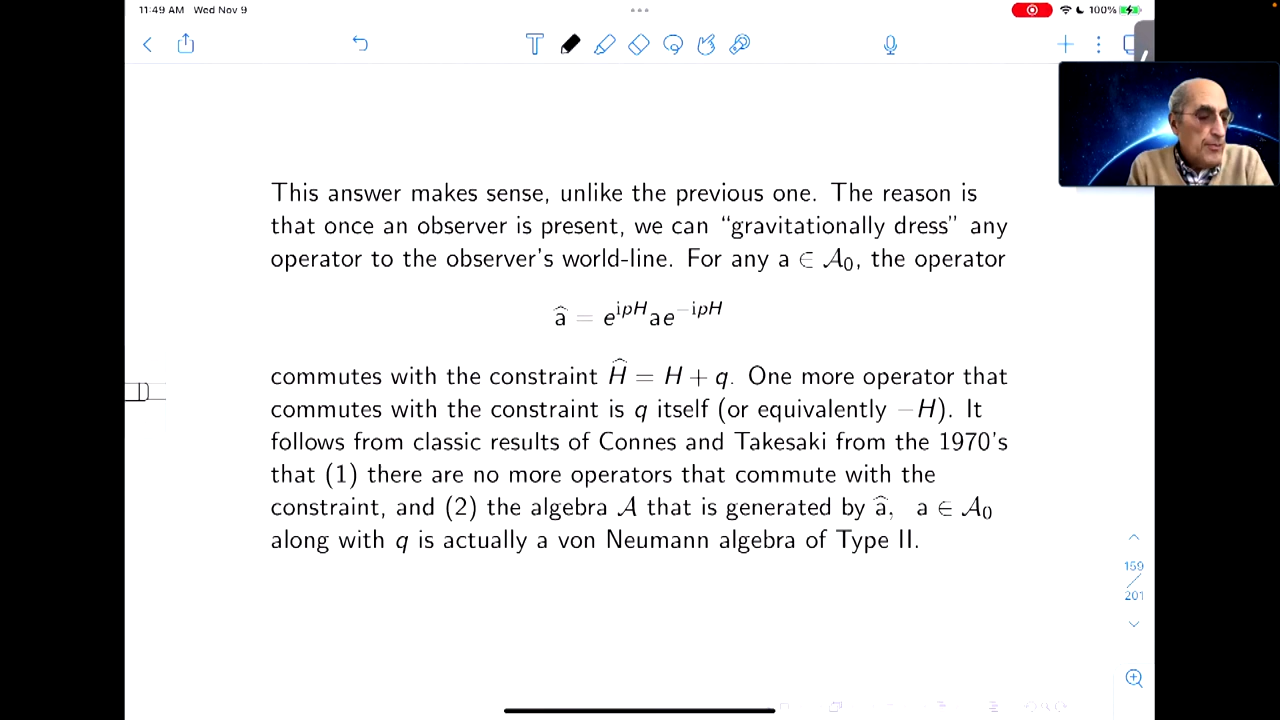 11:49 AM Wed Nov 9
100%
This answer makes sense, unlike the previous one. The reason is
that once an observer is present, we can “gravitationally dress” any
operator to the observer's world-line. For any a ∈ 𝒜₀, the operator
â = e^{ipH}ae^{−ipH}
commutes with the constraint Ĥ = H + q. One more operator that
commutes with the constraint is q itself (or equivalently −H). It
follows from classic results of Connes and Takesaki from the 1970's
that (1) there are no more operators that commute with the
constraint, and (2) the algebra 𝒜 that is generated by â, a ∈ 𝒜₀
along with q is actually a von Neumann algebra of Type II.
159
201